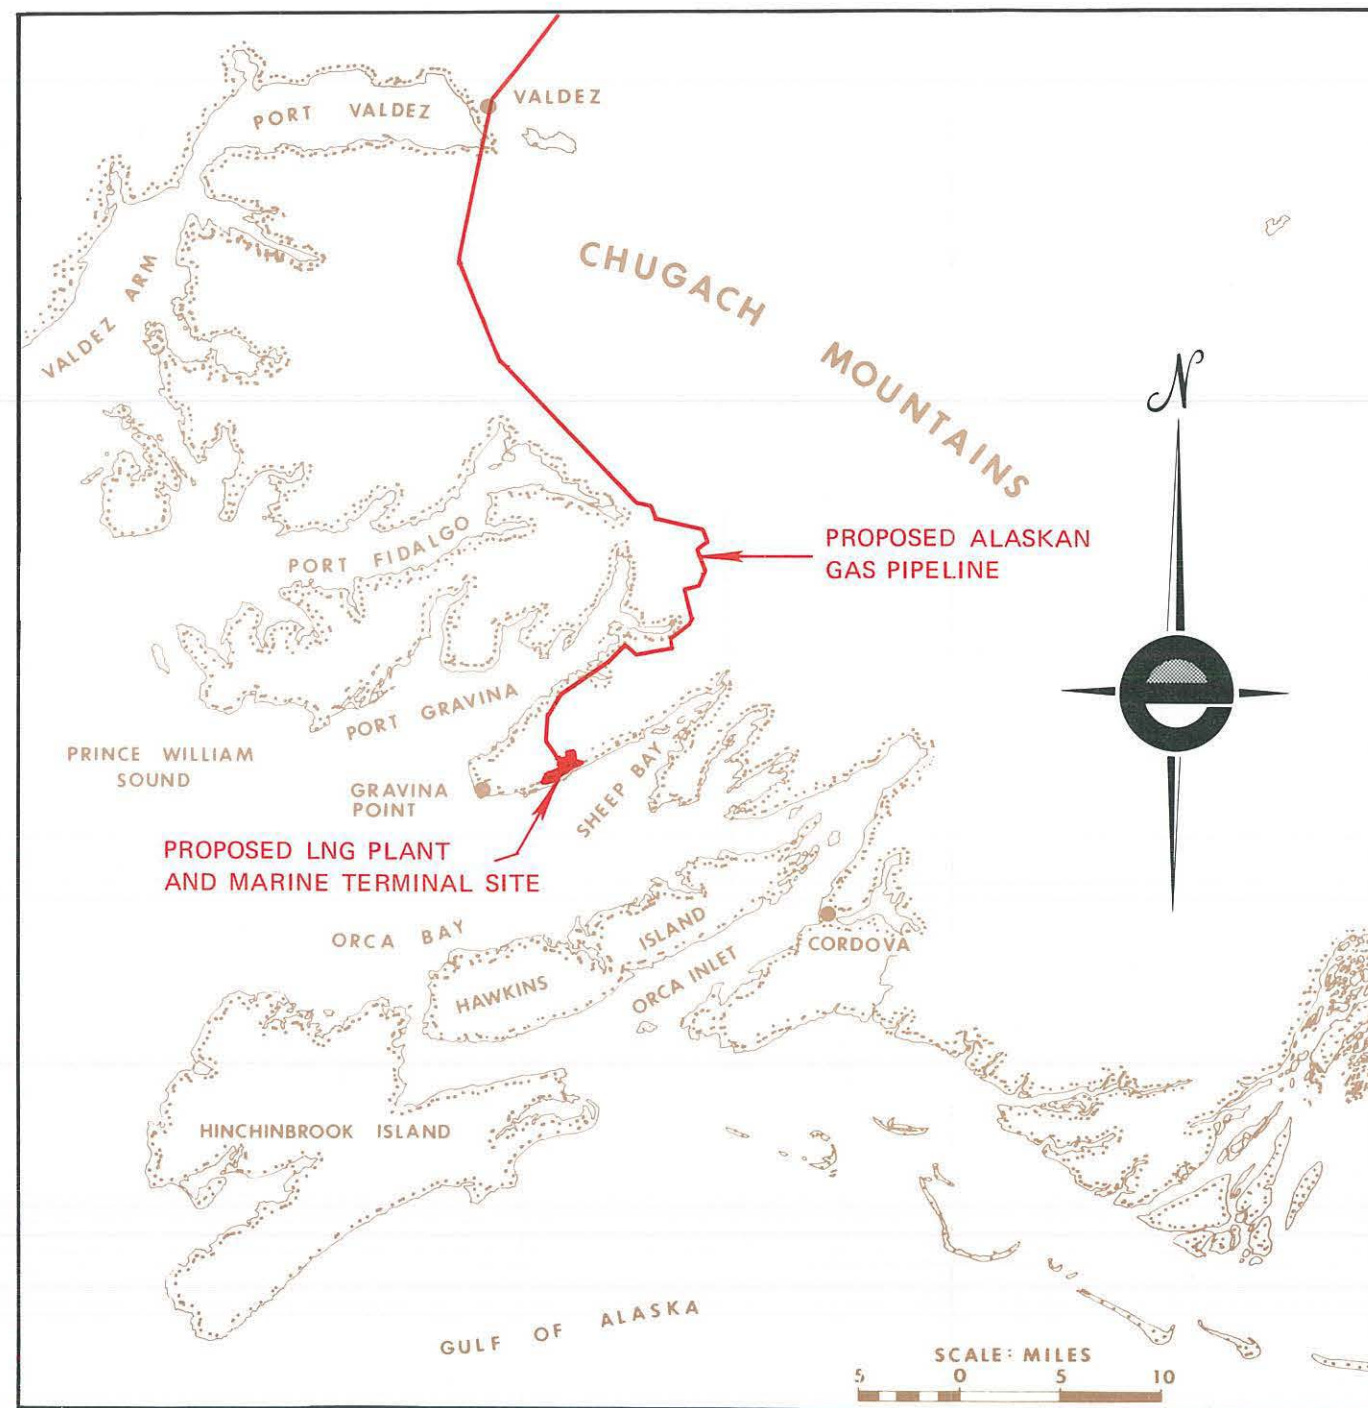 VALDEZ
PORT VALDEZ
VALDEZ ARM
CHUGACH MOUNTAINS
N
PORT FIDALGO
PROPOSED ALASKAN
GAS PIPELINE
PORT GRAVINA
PRINCE WILLIAM
SOUND
GRAVINA
POINT
SHEEP BAY
PROPOSED LNG PLANT
AND MARINE TERMINAL SITE
ORCA BAY
HAWKINS ISLAND
ORCA INLET
CORDOVA
HINCHINBROOK ISLAND
GULF OF ALASKA
SCALE: MILES
5 0 5 10